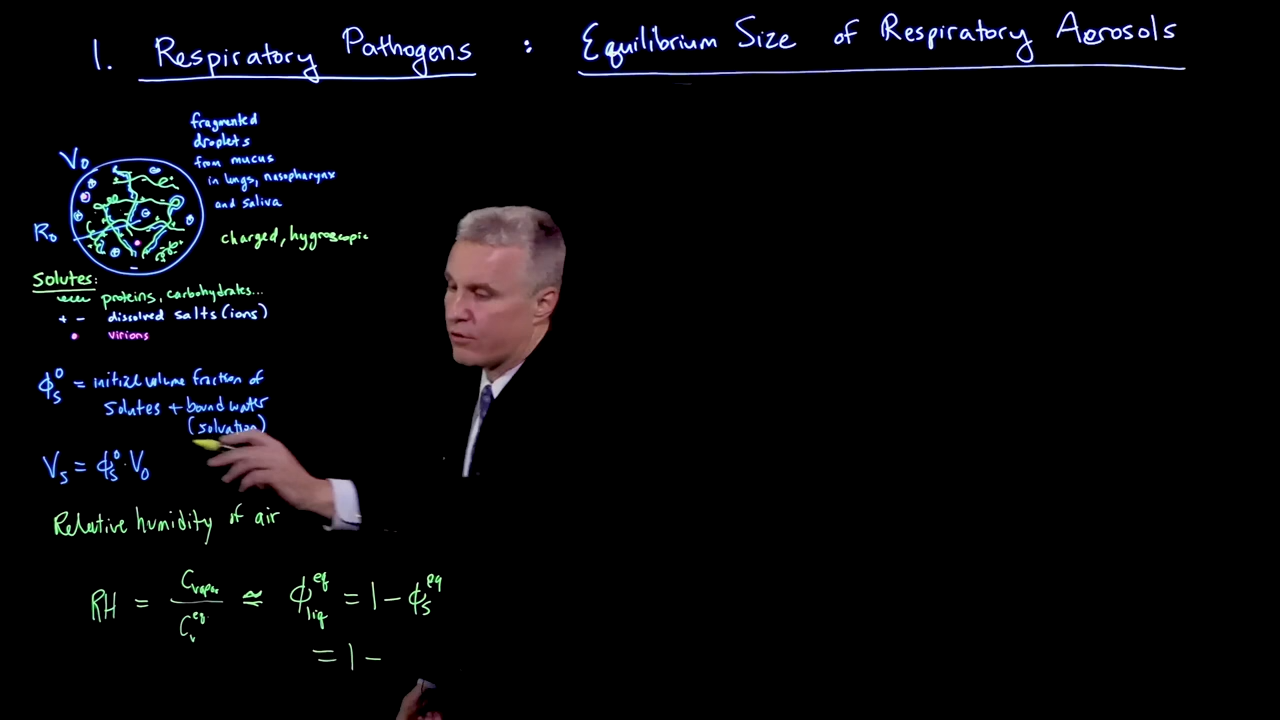 1. Respiratory Pathogens : Equilibrium Size of Respiratory Aerosols
fragmented
droplets
from mucus
in lungs, nasopharynx
and saliva
V₀
R₀
charged, hygroscopic
Solutes:
proteins, carbohydrates...
+ - dissolved salts (ions)
virions
ϕₛ⁰ = initial volume fraction of
solutes + bound water
(solvation)
Vₛ = ϕₛ⁰ · V₀
Relative humidity of air
RH = C_vapor / C_v^eq. ≈ ϕ_liq^eq = 1 - ϕₛ^eq
= 1 -